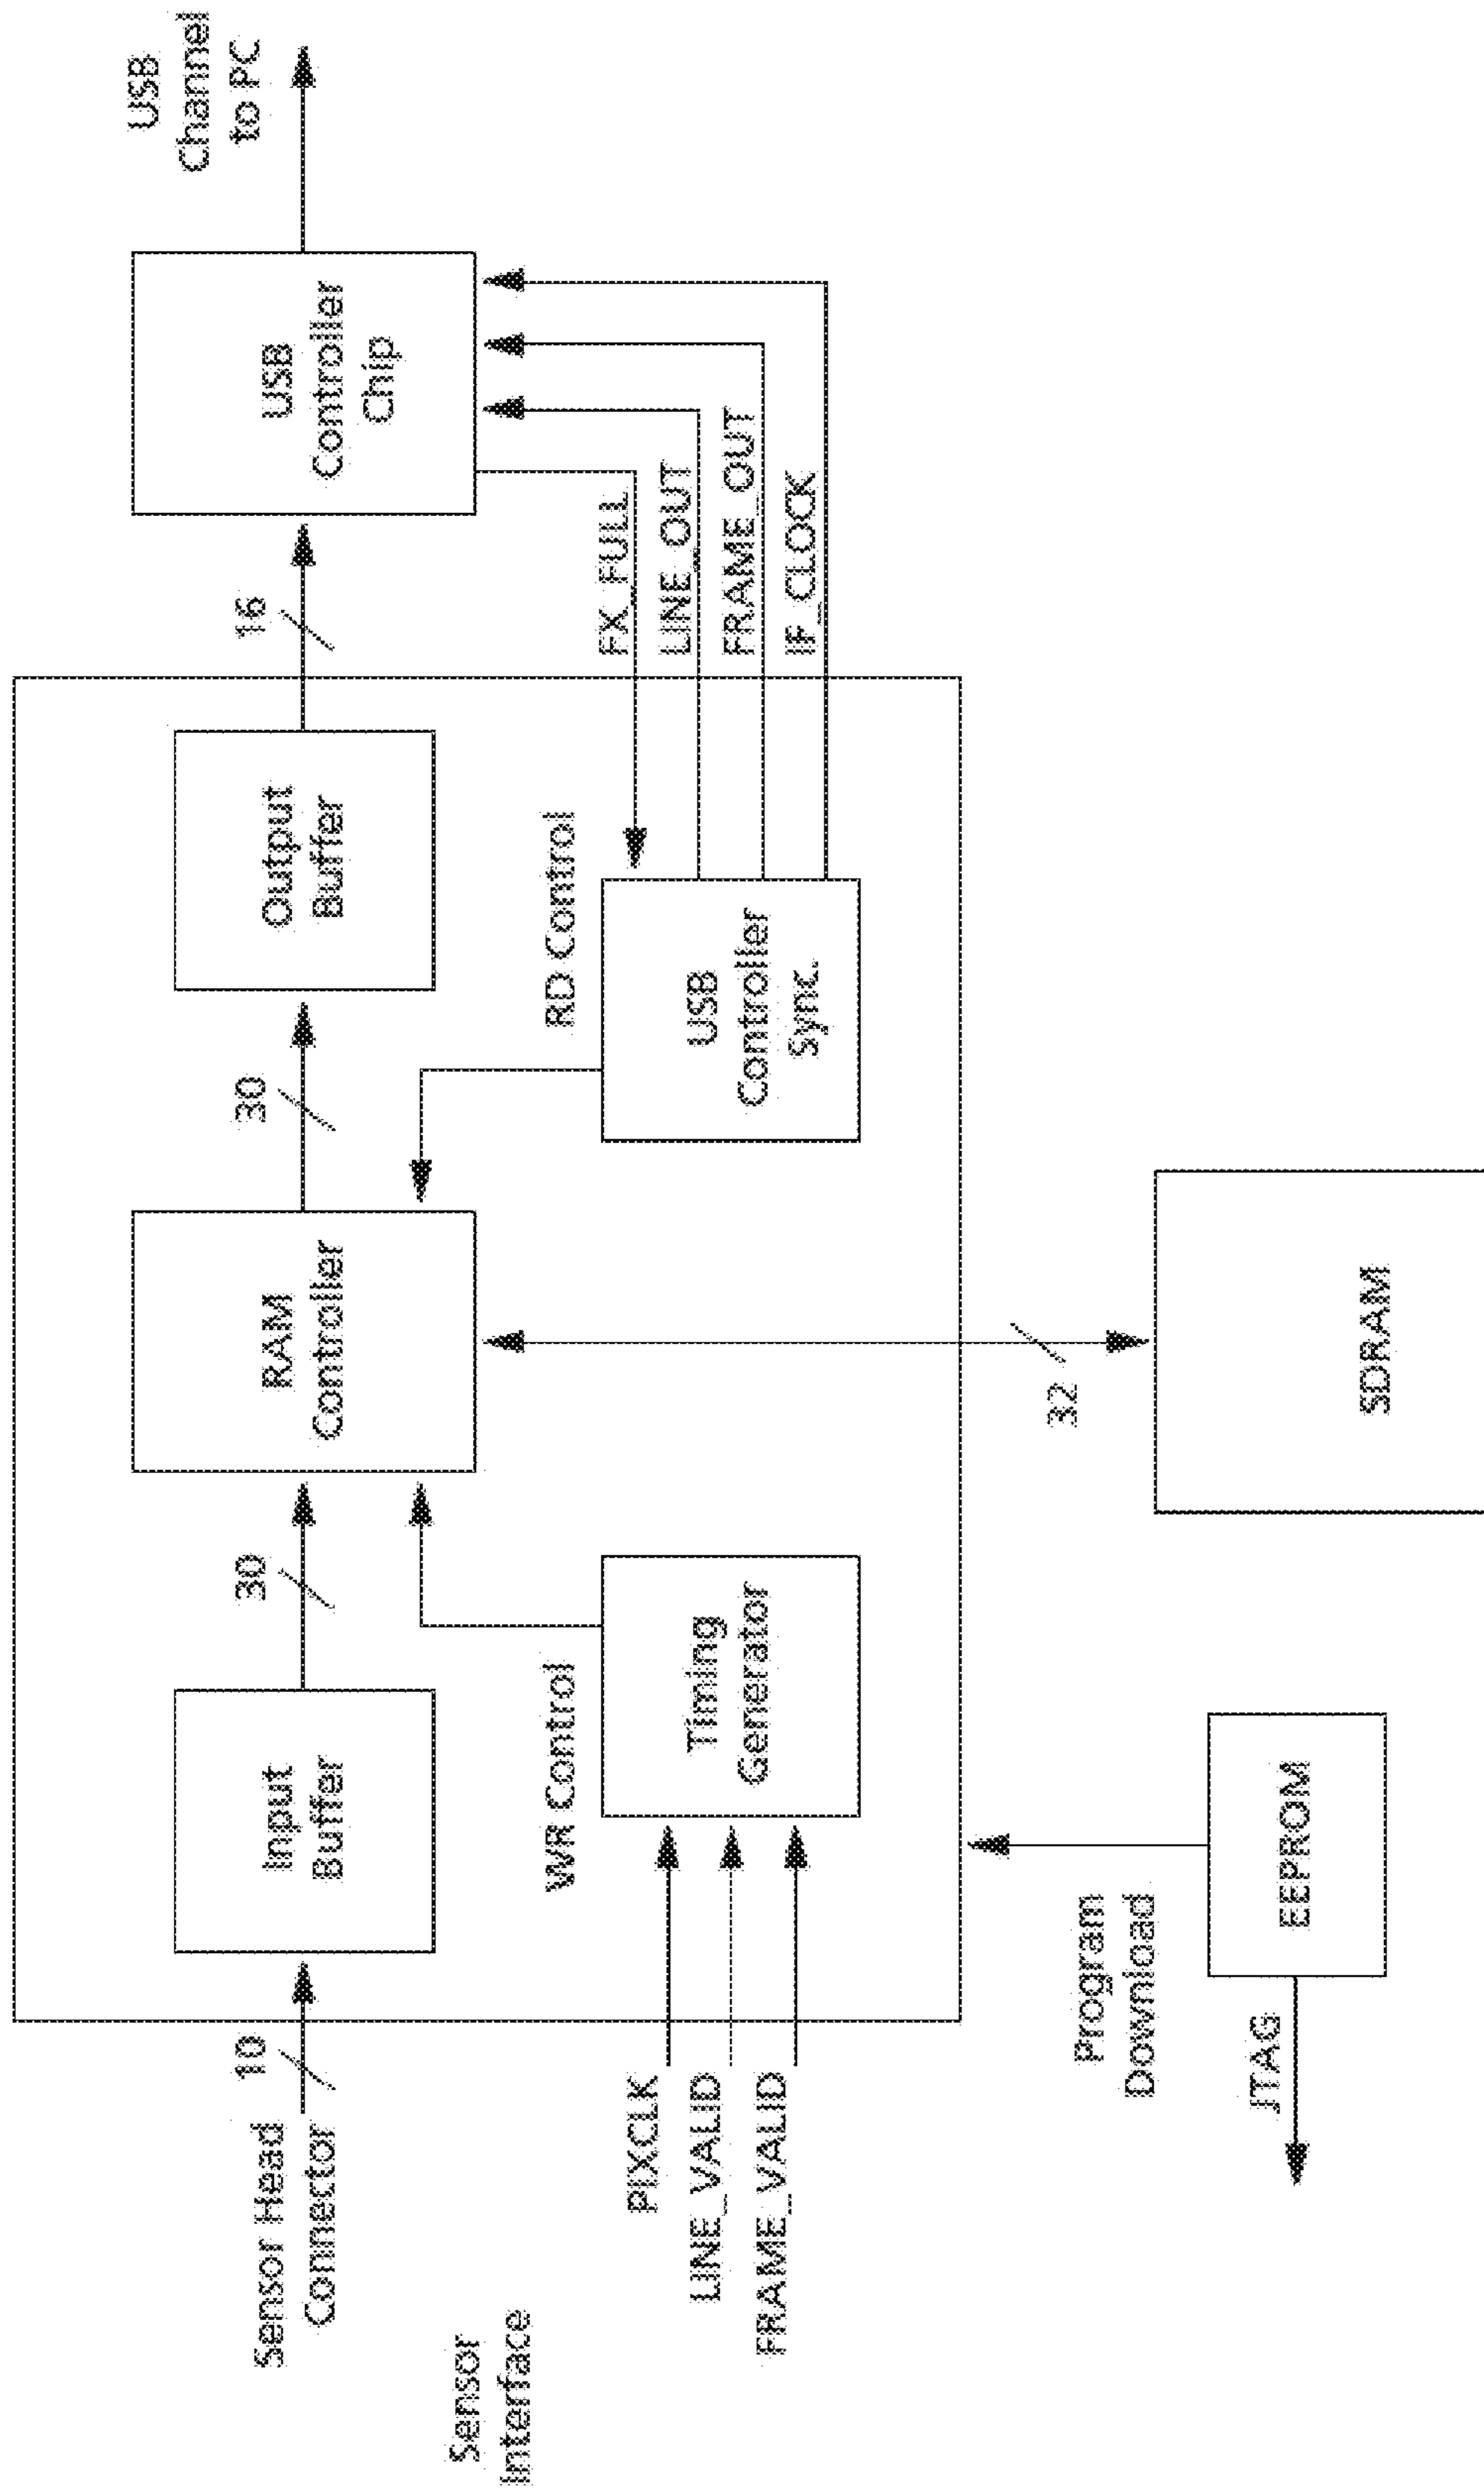 Sensor Head
Connector
10
Input
Buffer
30
RAM
Controller
30
Output
Buffer
16
USB
Controller
Chip
USB
Channel
to PC
Sensor
Interface
WR Control
RD Control
PIXCLK
LINE_VALID
FRAME_VALID
Timing
Generator
USB
Controller
Sync.
FX_FULL
LINE_OUT
FRAME_OUT
IF_CLOCK
32
Program
Download
JTAG
EEPROM
SDRAM